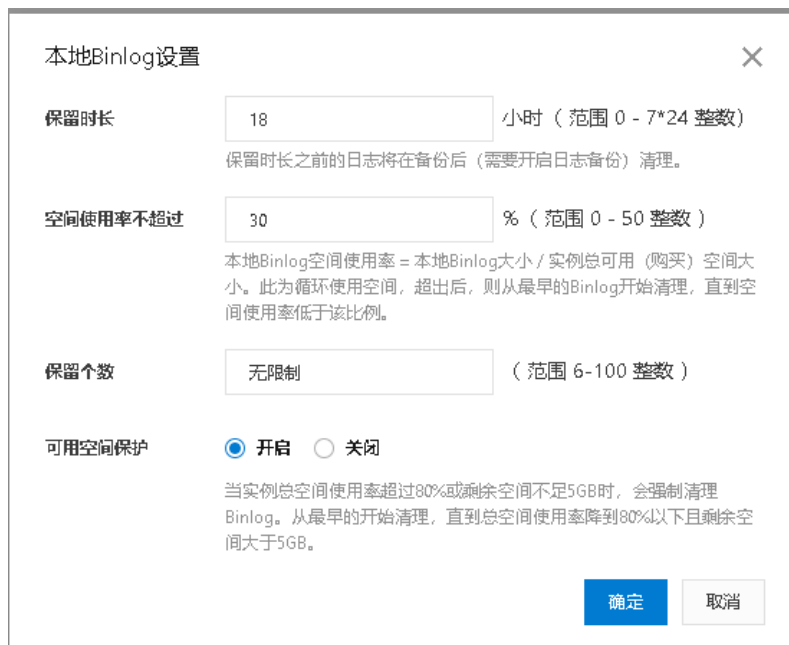 本地Binlog设置
保留时长 18 小时 ( 范围 0 - 7*24 整数)
保留时长之前的日志将在备份后（需要开启日志备份）清理。
空间使用率不超过 30 % ( 范围 0 - 50 整数 )
本地Binlog空间使用率 = 本地Binlog大小 / 实例总可用（购买）空间大
小。此为循环使用空间，超出后，则从最早的Binlog开始清理，直到空
间使用率低于该比例。
保留个数 无限制 ( 范围 6-100 整数 )
可用空间保护 开启 关闭
当实例总空间使用率超过80%或剩余空间不足5GB时，会强制清理
Binlog。从最早的开始清理，直到总空间使用率降到80%以下且剩余空
间大于5GB。
确定 取消